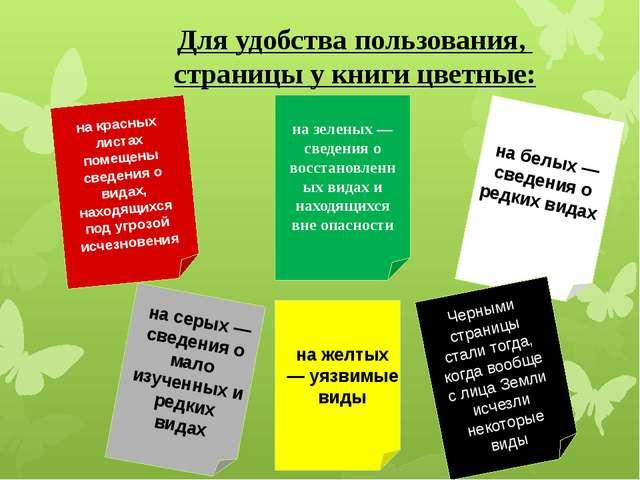 Для удобства пользования,
страницы у книги цветные:
на красных
листах
помещены
сведения о
видах,
находящихся
под угрозой
исчезновения
на зеленых —
сведения о
восстановленн
ых видах и
находящихся
вне опасности
на белых —
сведения о
редких видах
на серых —
сведения о
мало
изученных и
редких
видах
на желтых
— уязвимые
виды
Черными
страницы
стали тогда,
когда вообще
с лица Земли
исчезли
некоторые
виды